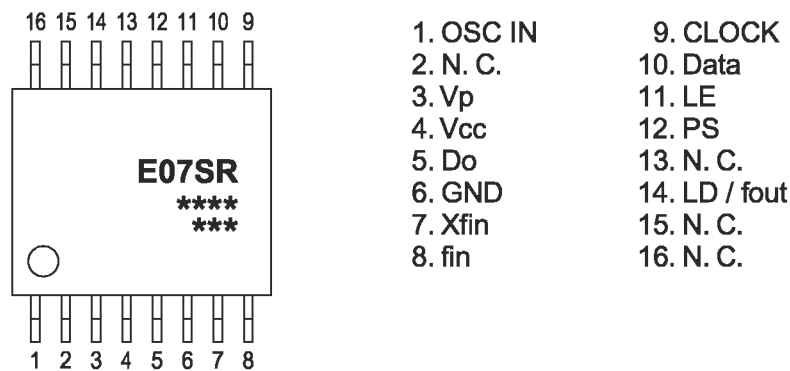 16 15 14 13 12 11 10 9
E07SR
****
***
1 2 3 4 5 6 7 8
1. OSC IN
2. N. C.
3. Vp
4. Vcc
5. Do
6. GND
7. Xfin
8. fin
9. CLOCK
10. Data
11. LE
12. PS
13. N. C.
14. LD / fout
15. N. C.
16. N. C.